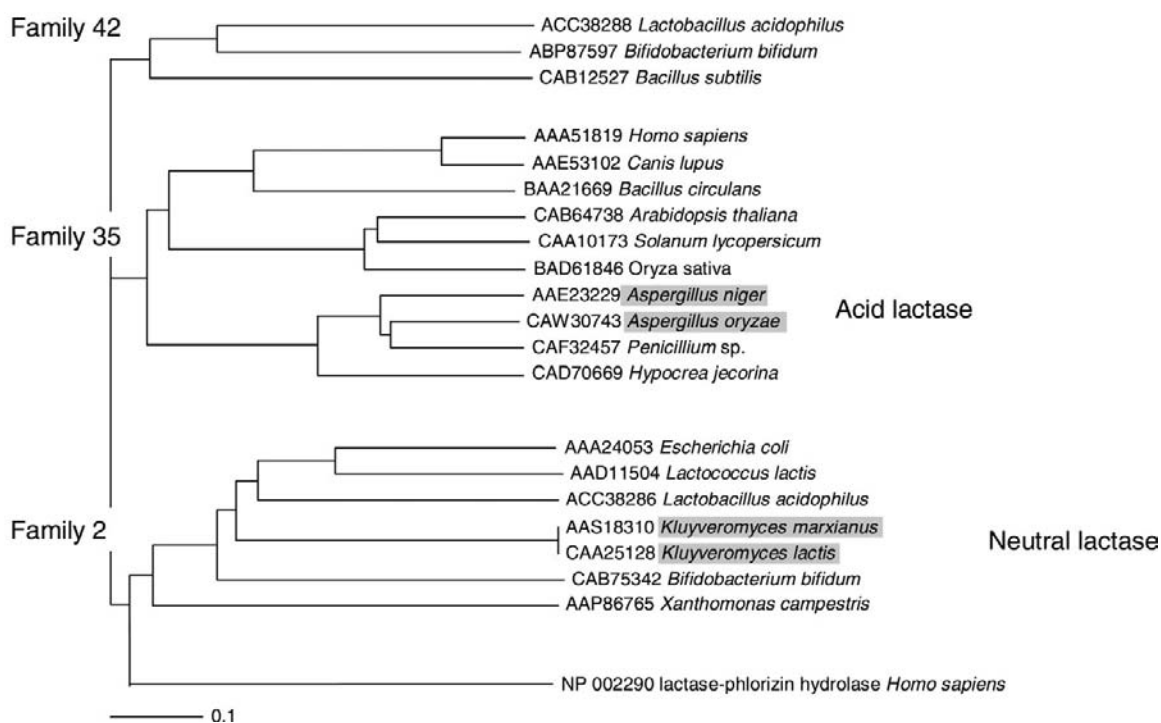 Family 42
ACC38288 Lactobacillus acidophilus
ABP87597 Bifidobacterium bifidum
CAB12527 Bacillus subtilis
AAA51819 Homo sapiens
AAE53102 Canis lupus
BAA21669 Bacillus circulans
CAB64738 Arabidopsis thaliana
Family 35
CAA10173 Solanum lycopersicum
BAD61846 Oryza sativa
AAE23229 Aspergillus niger
Acid lactase
CAW30743 Aspergillus oryzae
CAF32457 Penicillium sp.
CAD70669 Hypocrea jecorina
AAA24053 Escherichia coli
AAD11504 Lactococcus lactis
ACC38286 Lactobacillus acidophilus
Family 2
AAS18310 Kluyveromyces marxianus
Neutral lactase
CAA25128 Kluyveromyces lactis
CAB75342 Bifidobacterium bifidum
AAP86765 Xanthomonas campestris
NP 002290 lactase-phlorizin hydrolase Homo sapiens
0.1